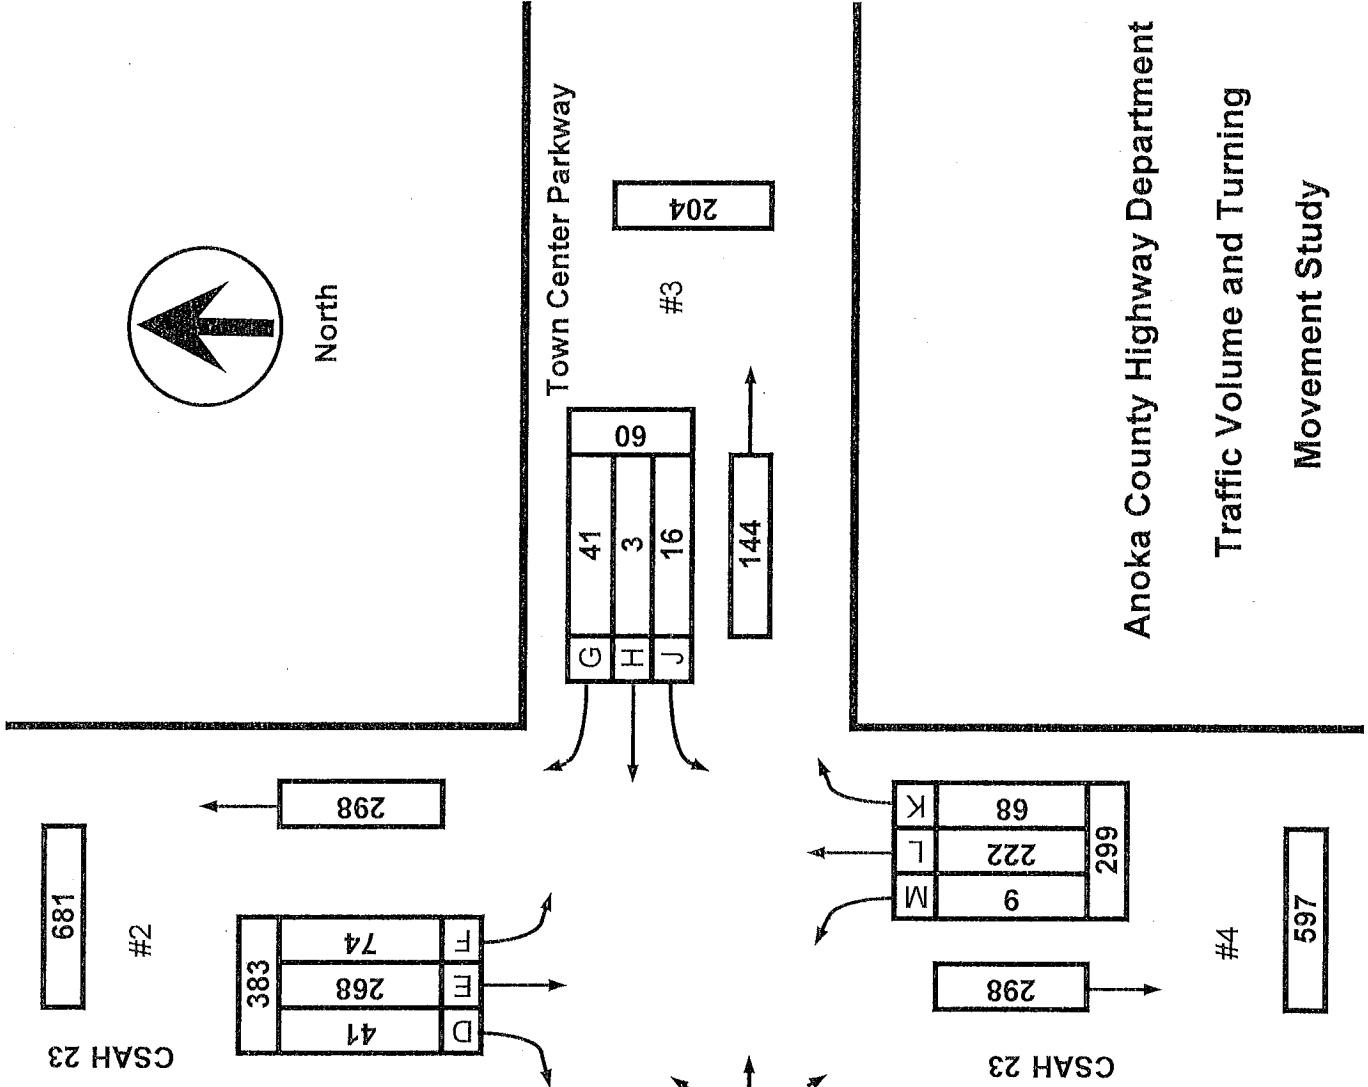 CSAH 23
681
#2
383
41
268
74
D
E
F
298
North
Town Center Parkway
G
41
H
3
J
16
60
144
#3
204
M
L
K
9
222
68
299
298
#4
597
CSAH 23
Anoka County Highway Department
Traffic Volume and Turning
Movement Study